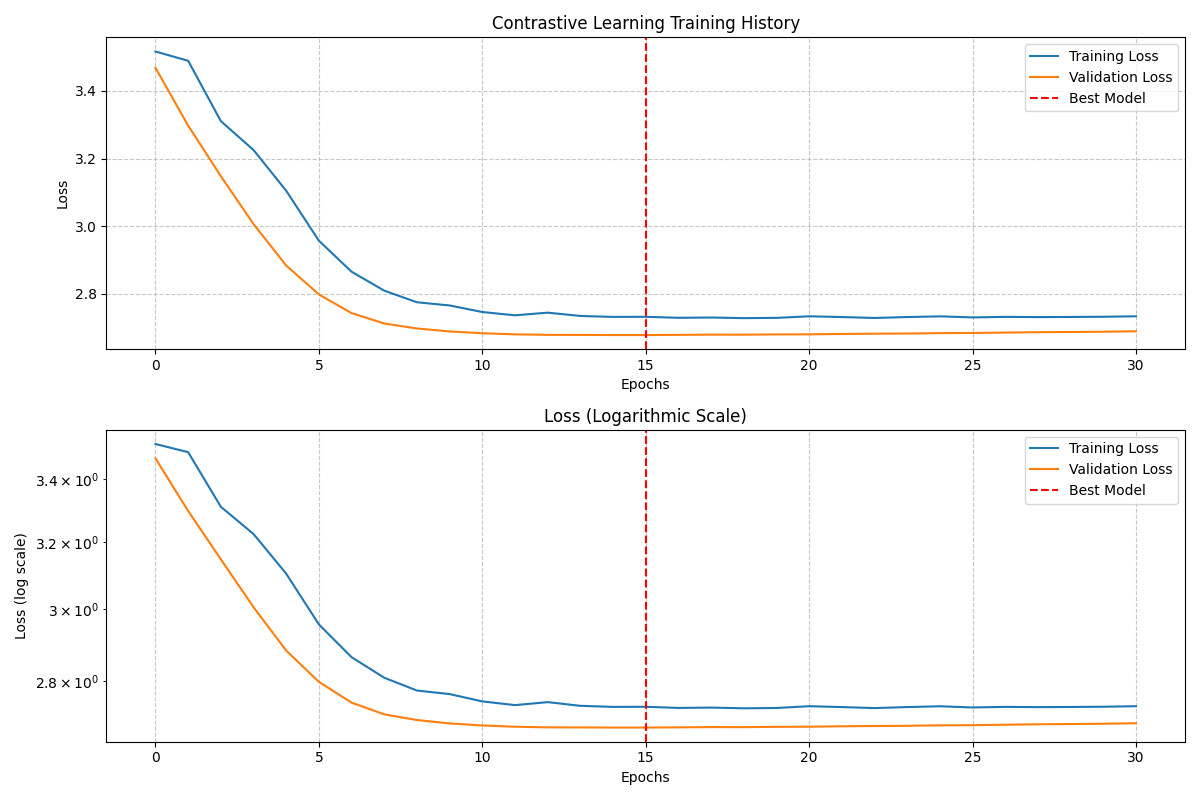 Contrastive Learning Training History
Training Loss
Validation Loss
Best Model
3.4
3.2
3.0
2.8
Loss
0 5 10 15 20 25 30
Epochs
Loss (Logarithmic Scale)
Training Loss
Validation Loss
Best Model
3.4 × 10⁰
3.2 × 10⁰
3 × 10⁰
2.8 × 10⁰
Loss (log scale)
0 5 10 15 20 25 30
Epochs